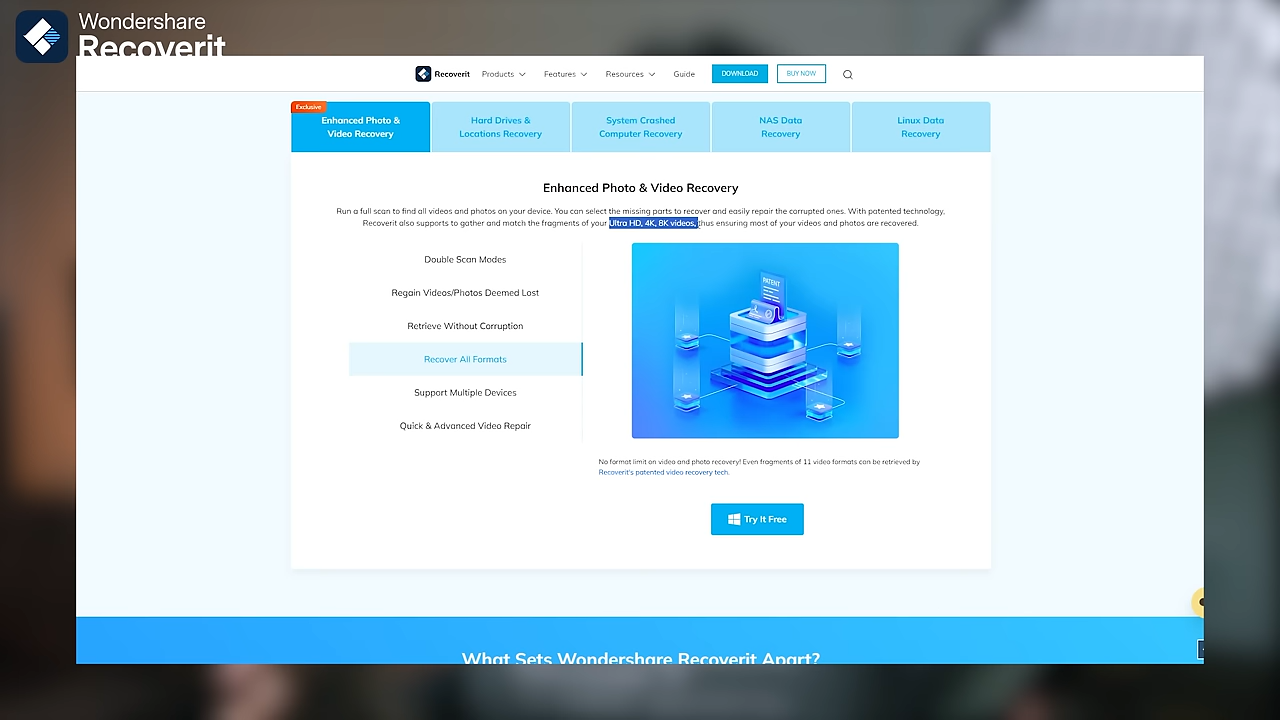 Wondershare
Recoverit
Recoverit Products Features Resources Guide DOWNLOAD BUY NOW
Exclusive
Enhanced Photo &
Video Recovery
Hard Drives &
Locations Recovery
System Crashed
Computer Recovery
NAS Data
Recovery
Linux Data
Recovery
Enhanced Photo & Video Recovery
Run a full scan to find all videos and photos on your device. You can select the missing parts to recover and easily repair the corrupted ones. With patented technology,
Recoverit also supports to gather and match the fragments of your Ultra HD, 4K, 8K videos, thus ensuring most of your videos and photos are recovered.
Double Scan Modes
Regain Videos/Photos Deemed Lost
Retrieve Without Corruption
Recover All Formats
Support Multiple Devices
Quick & Advanced Video Repair
PATENT
No format limit on video and photo recovery! Even fragments of 11 video formats can be retrieved by
Recoverit's patented video recovery tech.
Try It Free
What Sets Wondershare Recoverit Apart?